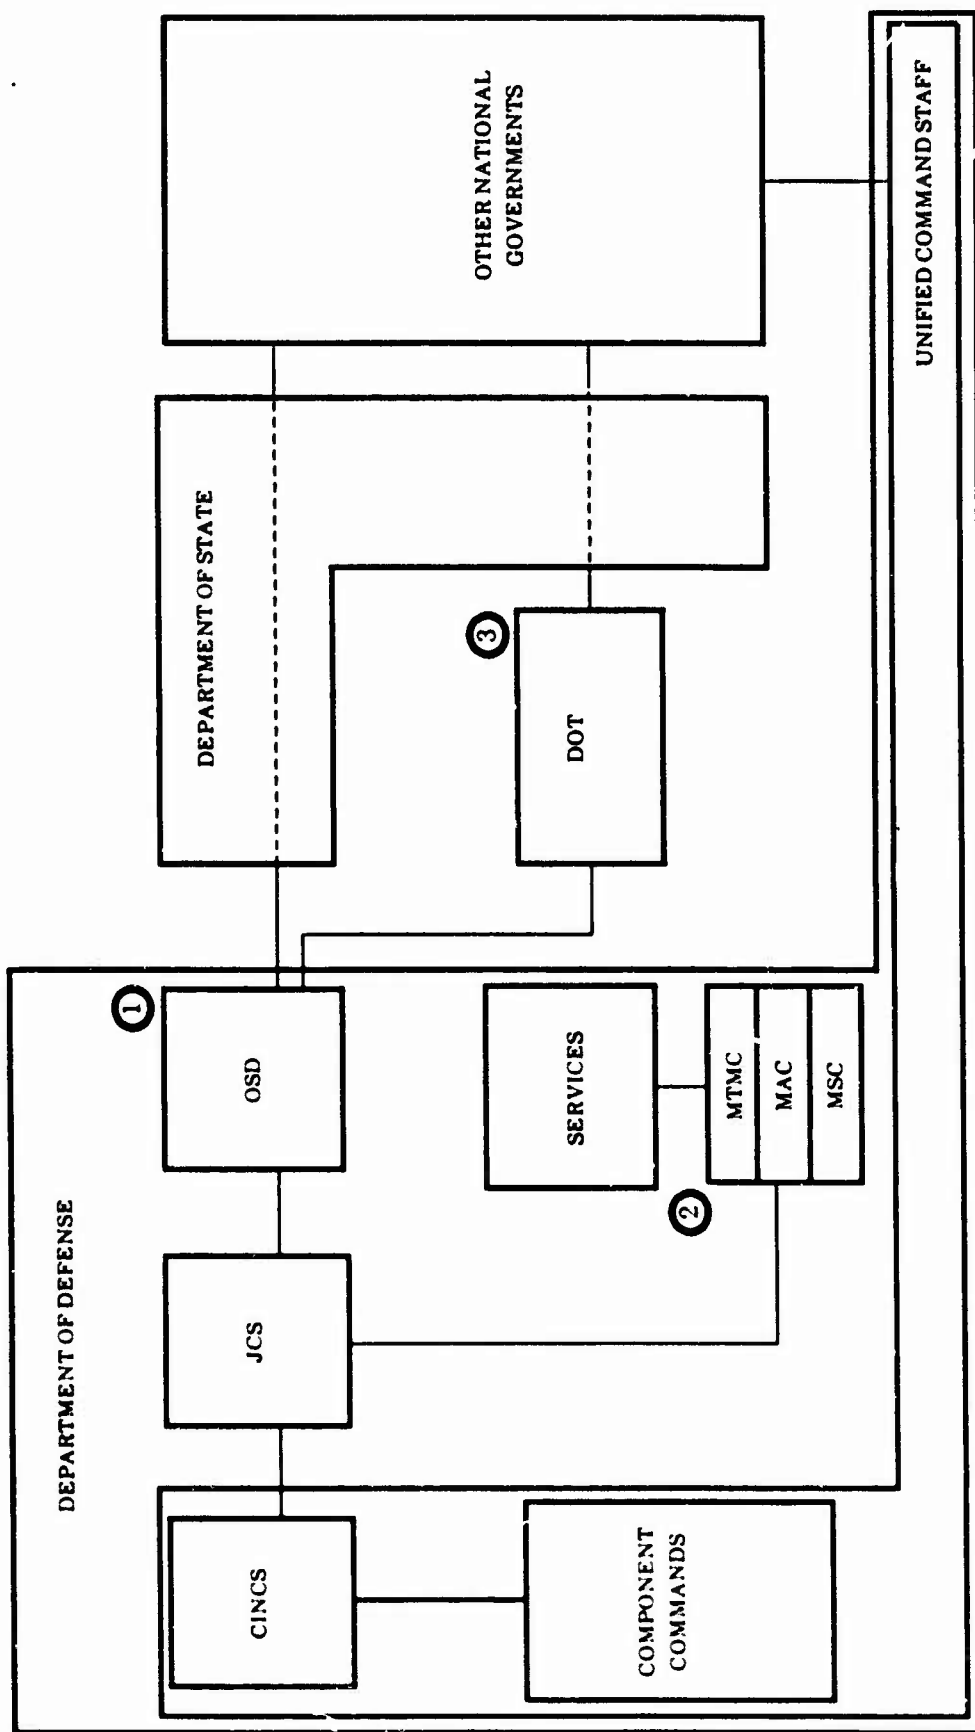 DEPARTMENT OF DEFENSE
CINCS
JCS
OSD
1
DEPARTMENT OF STATE
OTHER NATIONAL
GOVERNMENTS
COMPONENT
COMMANDS
SERVICES
2
MTMC
MAC
MSC
3
DOT
UNIFIED COMMAND STAFF